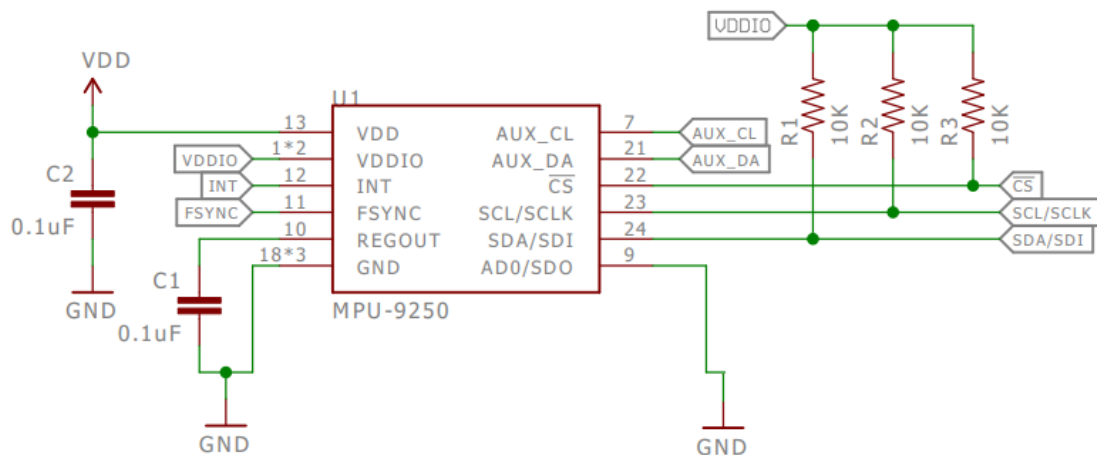 VDDIO
VDD
U1
13 VDD AUX_CL 7 AUX_CL
VDDIO 1*2 VDDIO AUX_DA 21 AUX_DA
INT 12 INT CS 22 CS
FSYNC 11 FSYNC SCL/SCLK 23 SCL/SCLK
10 REGOUT SDA/SDI 24 SDA/SDI
18*3 GND AD0/SDO 9
R1 10K
R2 10K
R3 10K
C2
0.1uF
GND
C1
0.1uF
MPU-9250
GND
GND